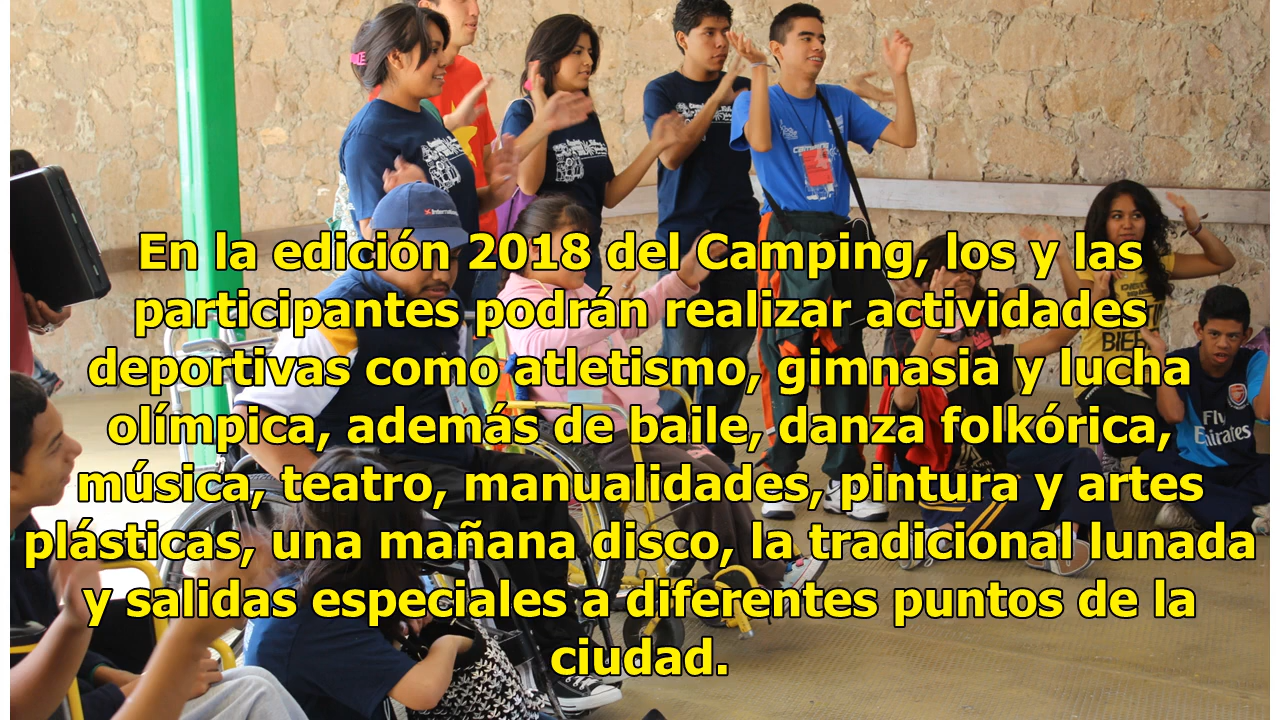 En la edición 2018 del Camping, los y las
participantes podrán realizar actividades
deportivas como atletismo, gimnasia y lucha
olímpica, además de baile, danza folkórica,
música, teatro, manualidades, pintura y artes
plásticas, una mañana disco, la tradicional lunada
y salidas especiales a diferentes puntos de la
ciudad.
Fly
Emirates